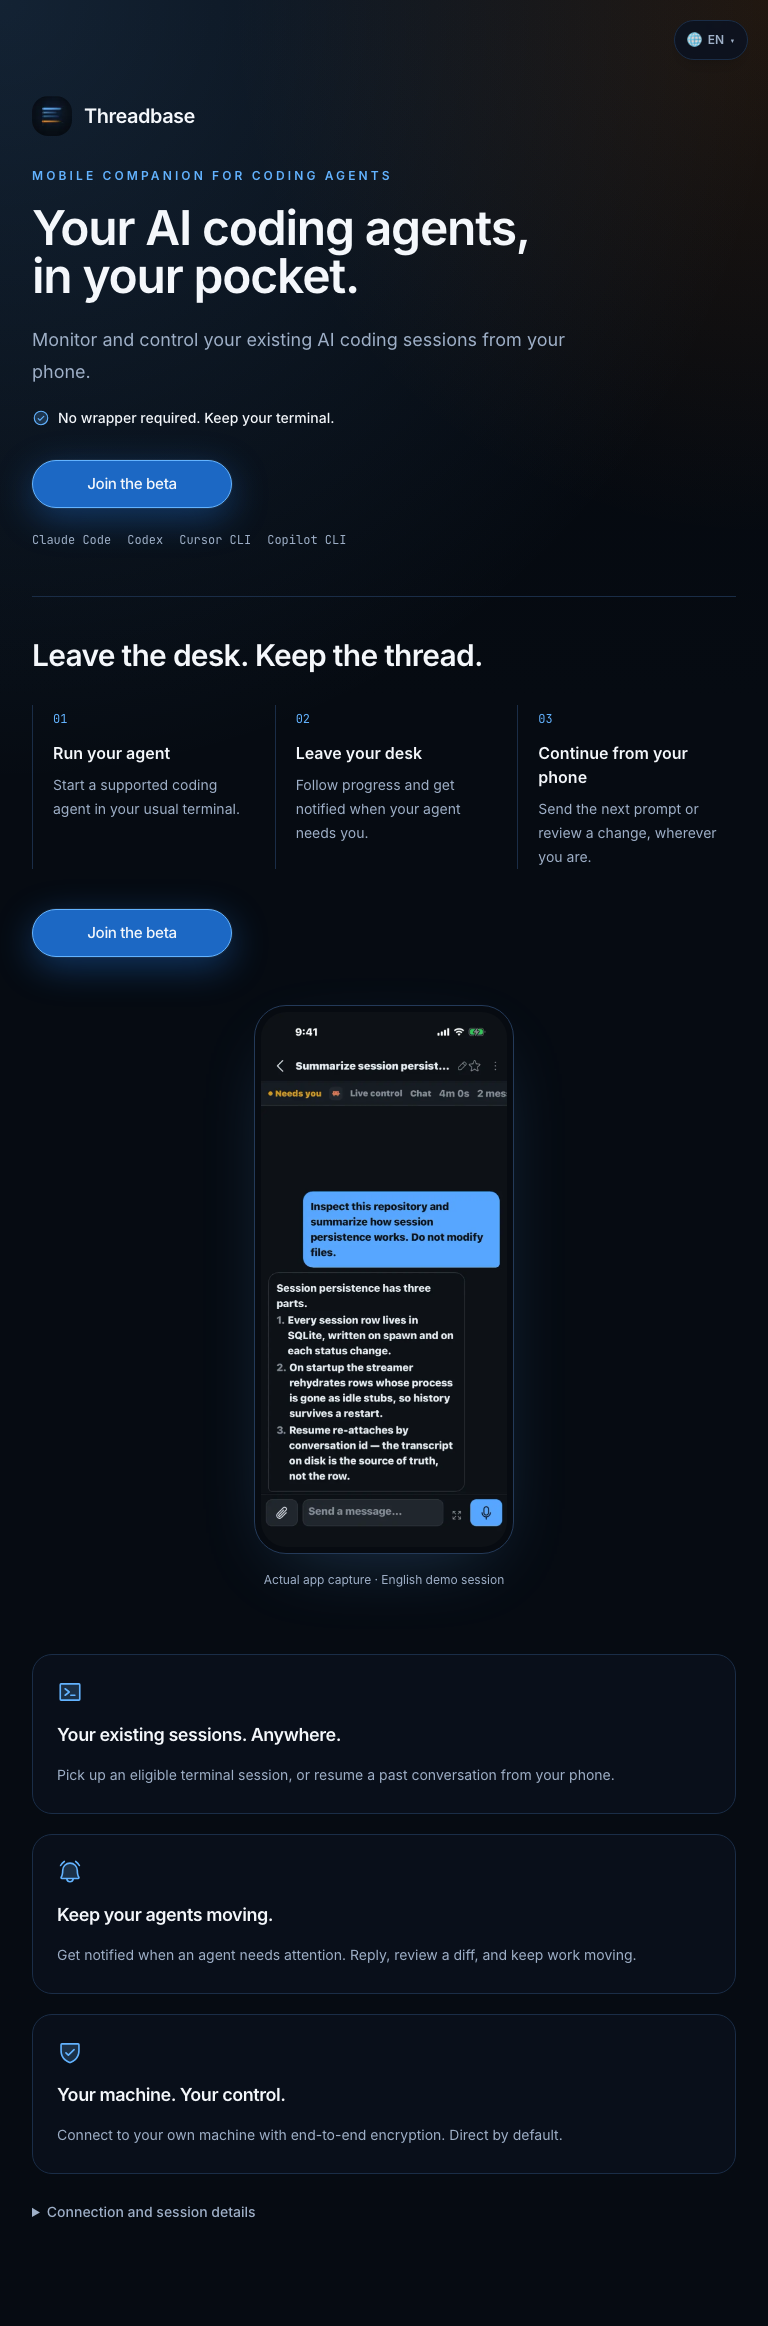 EN
Threadbase
MOBILE COMPANION FOR CODING AGENTS
Your AI coding agents,
in your pocket.
Monitor and control your existing AI coding sessions from your
phone.
No wrapper required. Keep your terminal.
Join the beta
Claude Code Codex Cursor CLI Copilot CLI
Leave the desk. Keep the thread.
01
Run your agent
Start a supported coding
agent in your usual terminal.
02
Leave your desk
Follow progress and get
notified when your agent
needs you.
03
Continue from your
phone
Send the next prompt or
review a change, wherever
you are.
Join the beta
9:41
Summarize session persist...
Needs you Live control Chat 4m 0s 2 mes
Inspect this repository and
summarize how session
persistence works. Do not modify
files.
Session persistence has three
parts.
1. Every session row lives in
SQLite, written on spawn and on
each status change.
2. On startup the streamer
rehydrates rows whose process
is gone as idle stubs, so history
survives a restart.
3. Resume re-attaches by
conversation id — the transcript
on disk is the source of truth,
not the row.
Send a message...
Actual app capture · English demo session
Your existing sessions. Anywhere.
Pick up an eligible terminal session, or resume a past conversation from your phone.
Keep your agents moving.
Get notified when an agent needs attention. Reply, review a diff, and keep work moving.
Your machine. Your control.
Connect to your own machine with end-to-end encryption. Direct by default.
Connection and session details